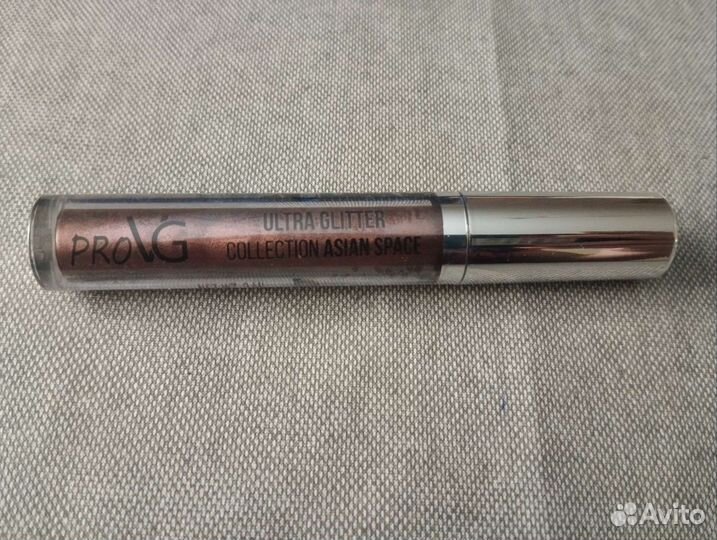 PROVG
ULTRA GLITTER
COLLECTION ASIAN SPACE
Avito